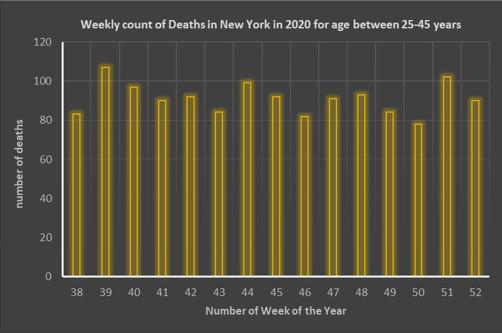 Weekly count of Deaths in New York in 2020 for age between 25-45 years
120
100
80
60
40
20
0
number of deaths
38 39 40 41 42 43 44 45 46 47 48 49 50 51 52
Number of Week of the Year